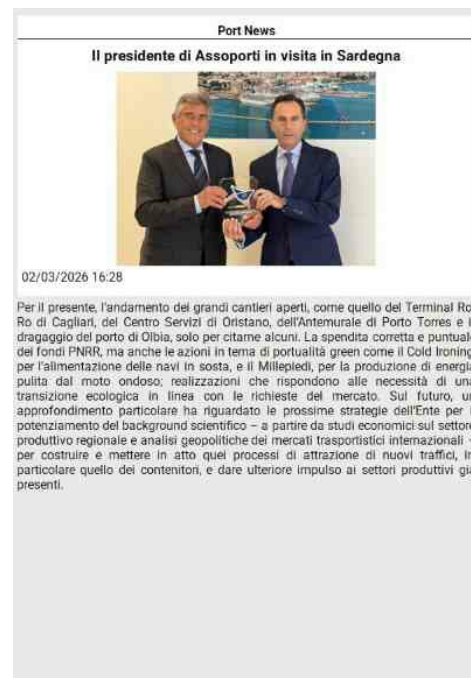 Port News
Il presidente di Assoporti in visita in Sardegna
02/03/2026 16:28
Per il presente, l'andamento dei grandi cantieri aperti, come quello del Terminal Ro
Ro di Cagliari, del Centro Servizi di Oristano, dell'Antemurale di Porto Torres e i
dragaggio del porto di Olbia, solo per citarne alcuni. La spendita corretta e puntuale
dei fondi PNRR, ma anche le azioni in tema di portualità green come il Cold Ironing
per l'alimentazione delle navi in sosta, e il Millepiedi, per la produzione di energia
pulita dal moto ondoso; realizzazioni che rispondono alle necessità di una
transizione ecologica in linea con le richieste del mercato. Sul futuro, un
approfondimento particolare ha riguardato le prossime strategie dell'Ente per i
potenziamento del background scientifico – a partire da studi economici sul settore
produttivo regionale e analisi geopolitiche dei mercati trasportistici internazionali -
per costruire e mettere in atto quei processi di attrazione di nuovi traffici, in
particolare quello dei contenitori, e dare ulteriore impulso ai settori produttivi già
presenti.